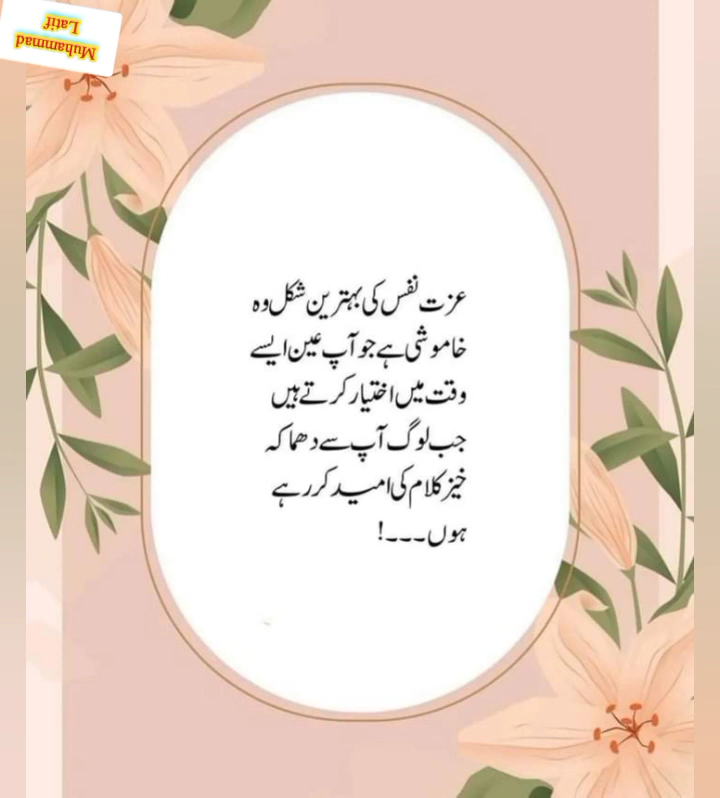 Muhammad
Latif
عزت نفس کی بہترین شکل وہ
خاموشی ہے جو آپ عین ایسے
وقت میں اختیار کرتے ہیں
جب لوگ آپ سے دھماکہ
خیز کلام کی امید کر رہے
ہوں۔۔۔!